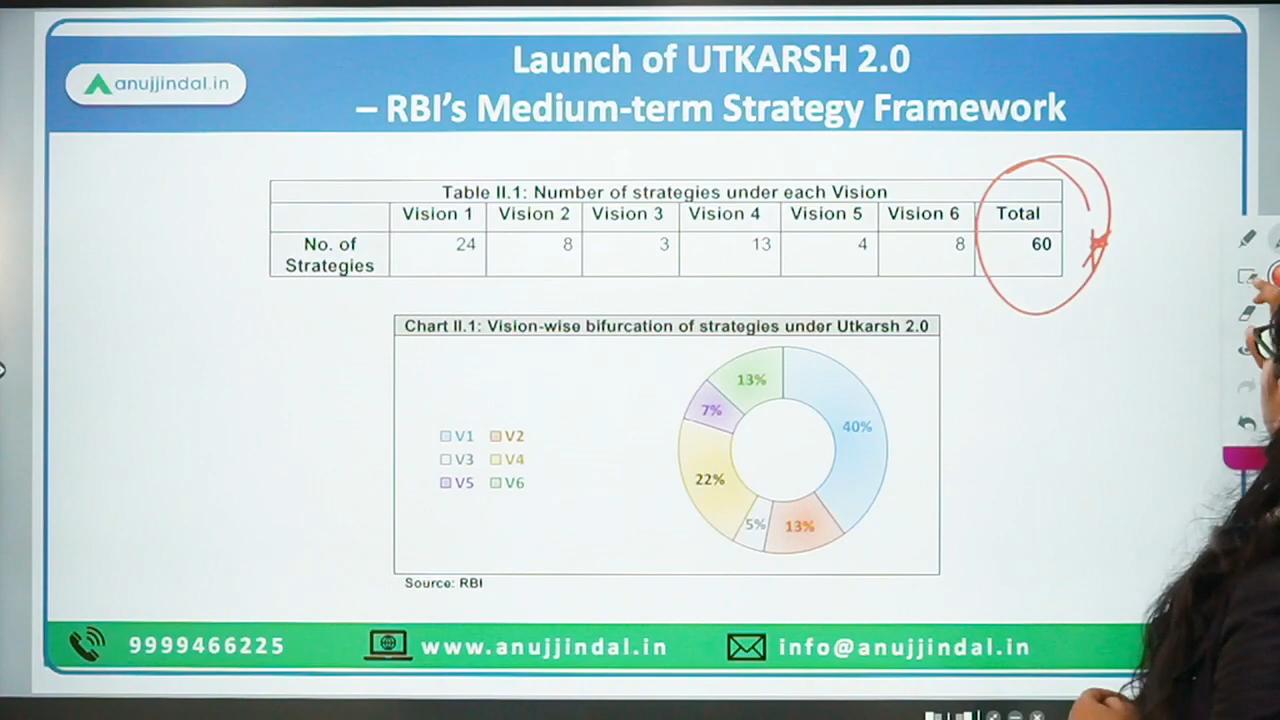 Launch of UTKARSH 2.0
– RBI's Medium-term Strategy Framework
anujjindal.in
Table II.1: Number of strategies under each Vision
Vision 1 Vision 2 Vision 3 Vision 4 Vision 5 Vision 6 Total
No. of Strategies 24 8 3 13 4 8 60
Chart II.1: Vision-wise bifurcation of strategies under Utkarsh 2.0
V1 V2
V3 V4
V5 V6
13%
7%
40%
22%
5%
13%
Source: RBI
9999466225 www.anujjindal.in info@anujjindal.in